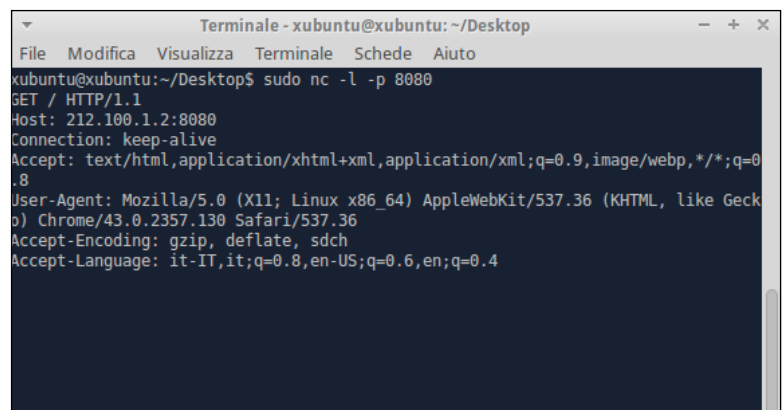 Terminale - xubuntu@xubuntu: ~/Desktop
File Modifica Visualizza Terminale Schede Aiuto
xubuntu@xubuntu:~/Desktop$ sudo nc -l -p 8080
GET / HTTP/1.1
Host: 212.100.1.2:8080
Connection: keep-alive
Accept: text/html,application/xhtml+xml,application/xml;q=0.9,image/webp,*/*;q=0
.8
User-Agent: Mozilla/5.0 (X11; Linux x86_64) AppleWebKit/537.36 (KHTML, like Geck
o) Chrome/43.0.2357.130 Safari/537.36
Accept-Encoding: gzip, deflate, sdch
Accept-Language: it-IT,it;q=0.8,en-US;q=0.6,en;q=0.4